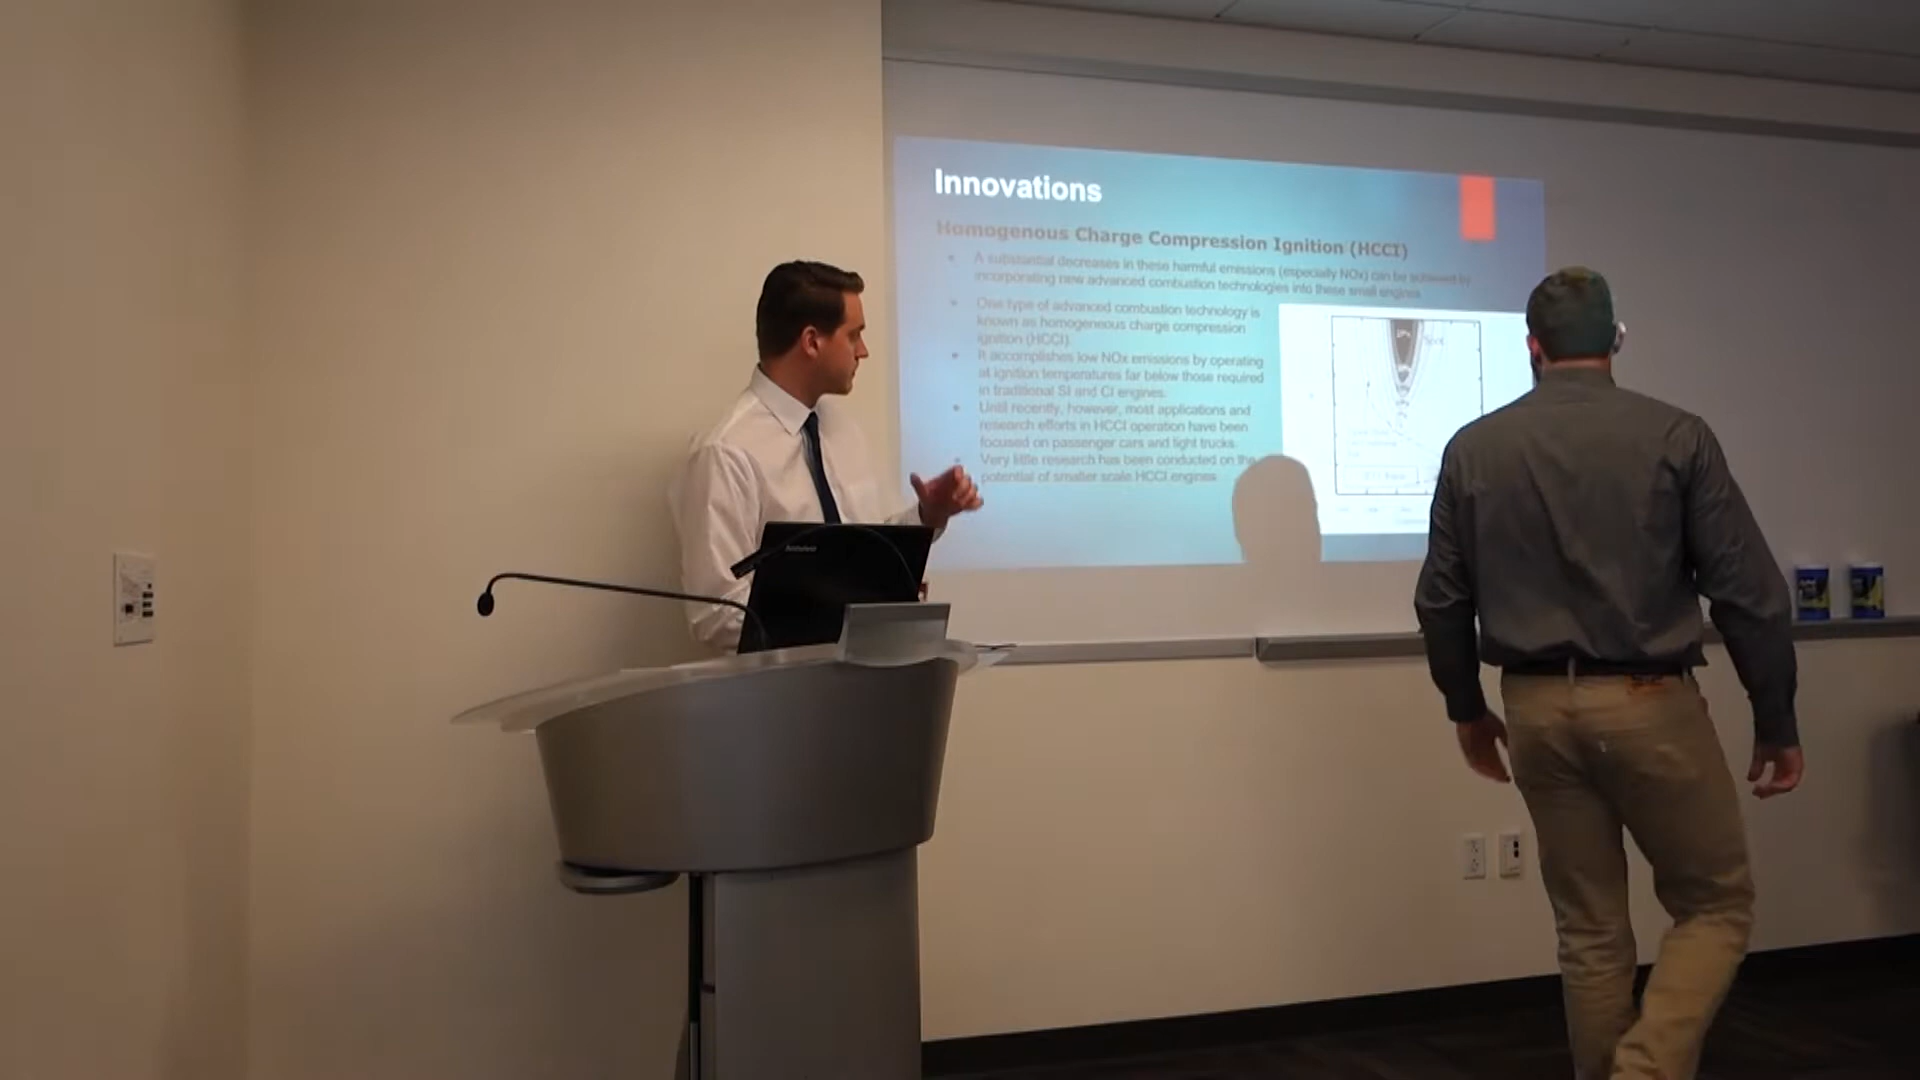 Innovations
Homogenous Charge Compression Ignition (HCCI)
A substantial decreases in these harmful emissions (especially NOx) can be achieved by
incorporating new advanced combustion technologies into these small engines.
One type of advanced combustion technology is
known as homogeneous charge compression
ignition (HCCI).
It accomplishes low NOx emissions by operating
at ignition temperatures far below those required
in traditional SI and CI engines.
Until recently, however, most applications and
research efforts in HCCI operation have been
focused on passenger cars and light trucks.
Very little research has been conducted on the
potential of smaller scale HCCI engines.